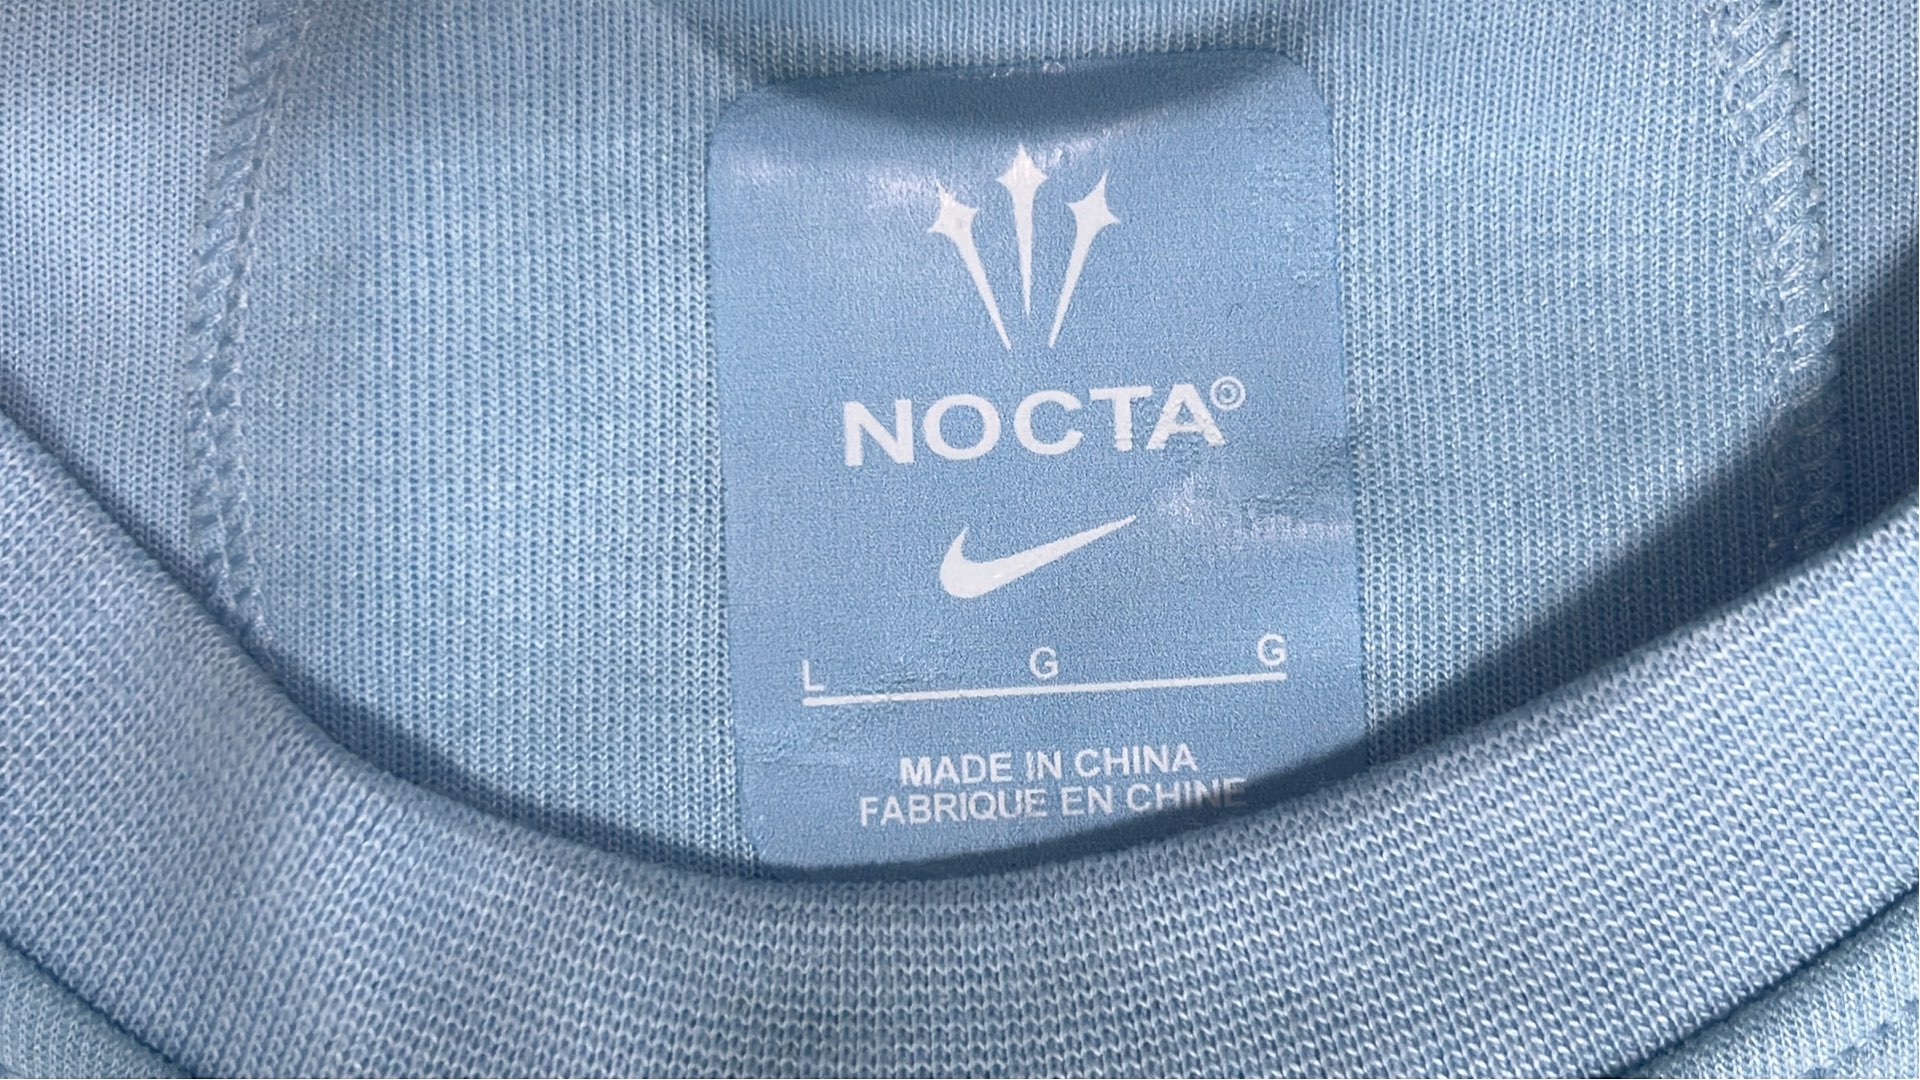 NOCTA©
L G G
MADE IN CHINA
FABRIQUE EN CHINE